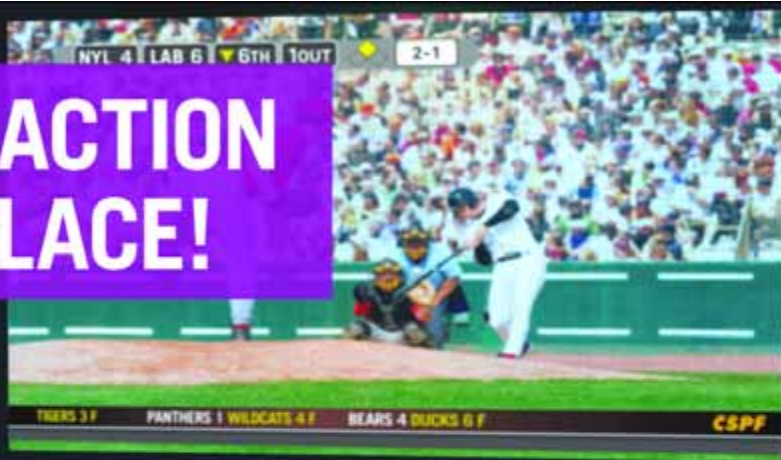 NYL 4 LAB 6 ▼ 6TH 1OUT 2-1
ACTION
LACE!
TIGERS 3 F PANTHERS 1 WILDCATS 4 F BEARS 4 DUCKS 6 F CSPF